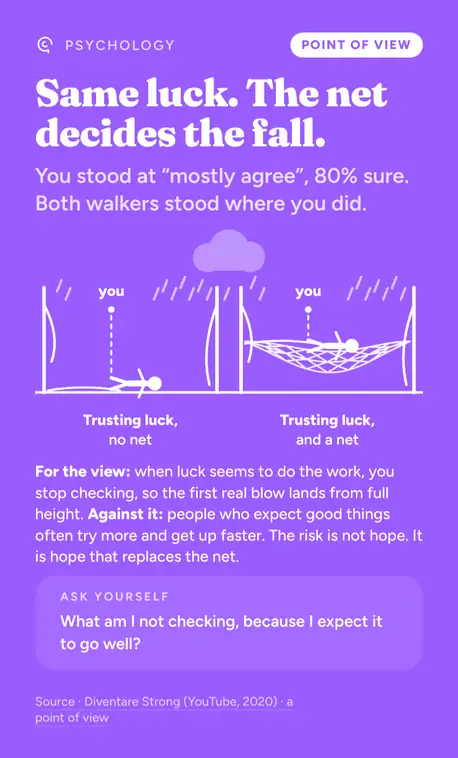 PSYCHOLOGY
POINT OF VIEW
Same luck. The net
decides the fall.
You stood at “mostly agree”, 80% sure.
Both walkers stood where you did.
you
you
Trusting luck,
no net
Trusting luck,
and a net
For the view: when luck seems to do the work, you
stop checking, so the first real blow lands from full
height. Against it: people who expect good things
often try more and get up faster. The risk is not hope. It
is hope that replaces the net.
ASK YOURSELF
What am I not checking, because I expect it
to go well?
Source · Diventare Strong (YouTube, 2020) · a
point of view